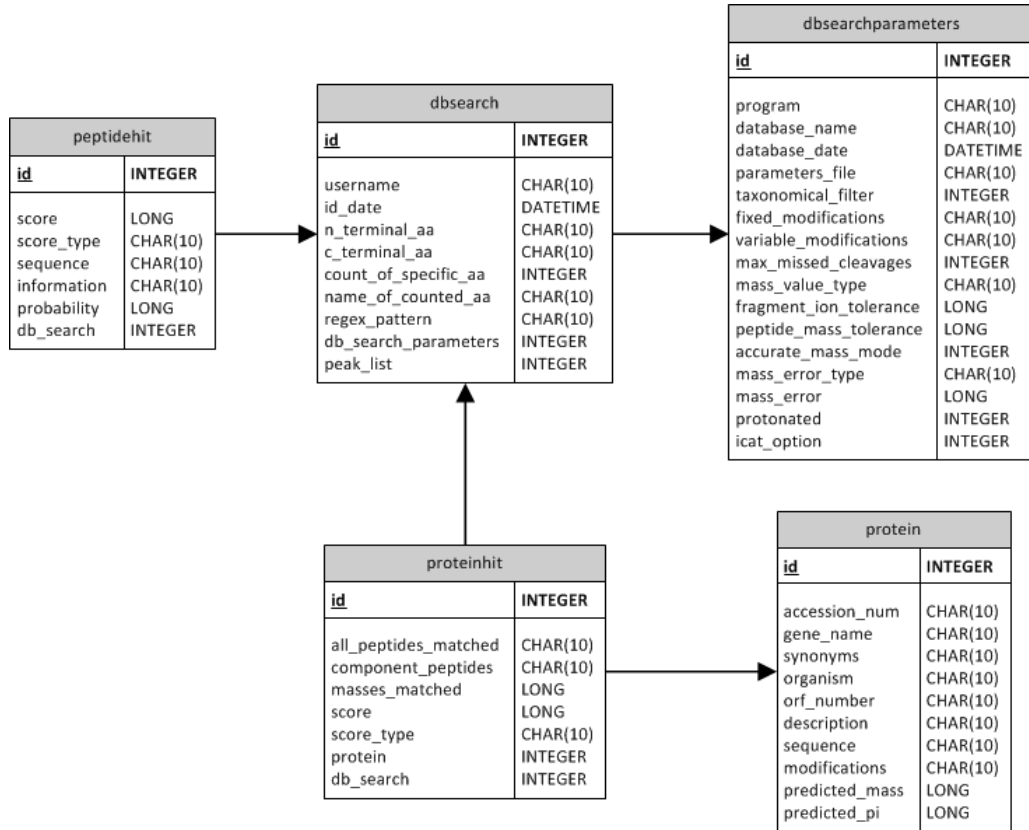 peptidehit
id INTEGER
score LONG
score_type CHAR(10)
sequence CHAR(10)
information CHAR(10)
probability LONG
db_search INTEGER
dbsearch
id INTEGER
username CHAR(10)
id_date DATETIME
n_terminal_aa CHAR(10)
c_terminal_aa CHAR(10)
count_of_specific_aa INTEGER
name_of_counted_aa CHAR(10)
regex_pattern CHAR(10)
db_search_parameters INTEGER
peak_list INTEGER
dbsearchparameters
id INTEGER
program CHAR(10)
database_name CHAR(10)
database_date DATETIME
parameters_file CHAR(10)
taxonomical_filter INTEGER
fixed_modifications CHAR(10)
variable_modifications CHAR(10)
max_missed_cleavages INTEGER
mass_value_type CHAR(10)
fragment_ion_tolerance LONG
peptide_mass_tolerance LONG
accurate_mass_mode INTEGER
mass_error_type CHAR(10)
mass_error LONG
protonated INTEGER
icat_option INTEGER
proteinhit
id INTEGER
all_peptides_matched CHAR(10)
component_peptides CHAR(10)
masses_matched LONG
score LONG
score_type CHAR(10)
protein INTEGER
db_search INTEGER
protein
id INTEGER
accession_num CHAR(10)
gene_name CHAR(10)
synonyms CHAR(10)
organism CHAR(10)
orf_number CHAR(10)
description CHAR(10)
sequence CHAR(10)
modifications CHAR(10)
predicted_mass LONG
predicted_pi LONG